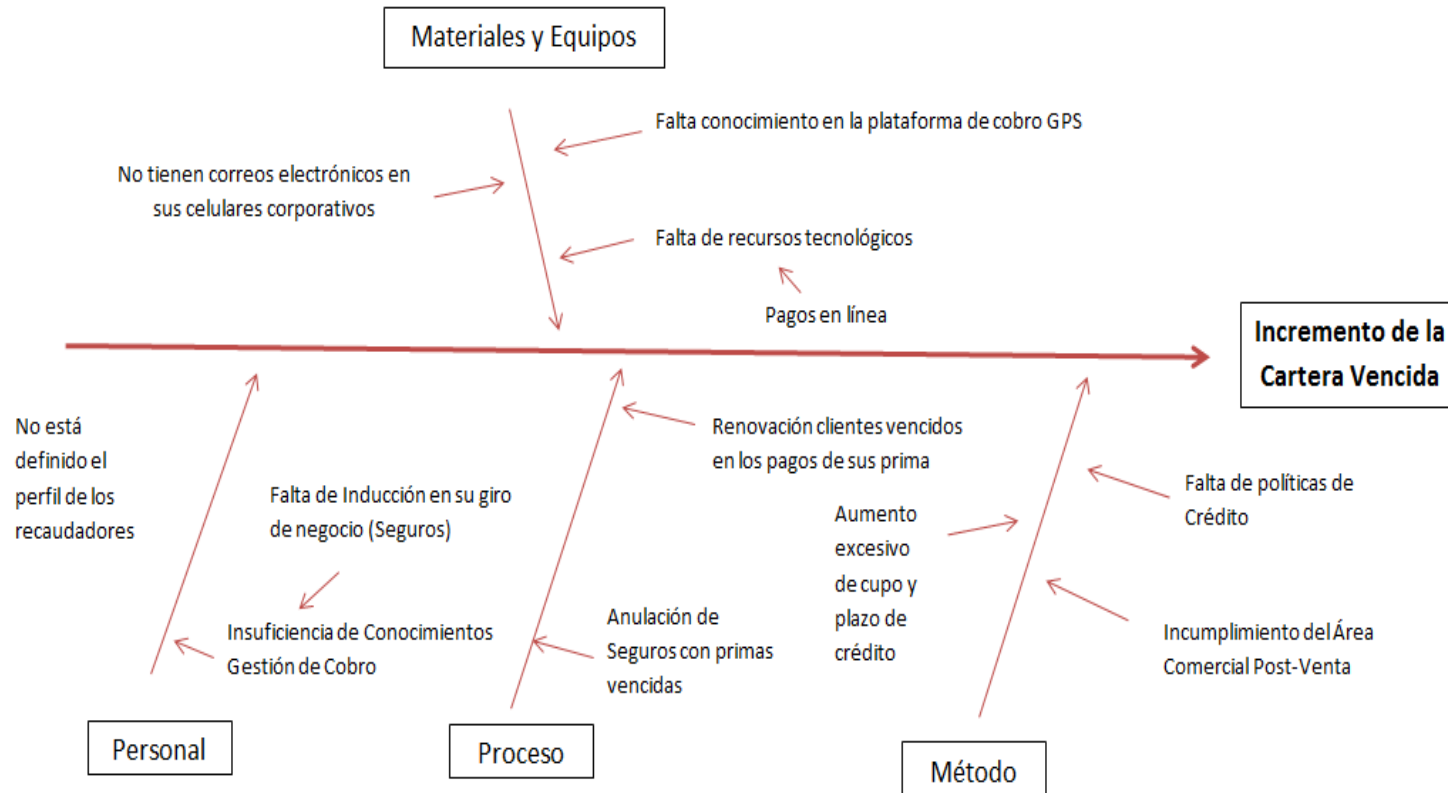 Materiales y Equipos
Falta conocimiento en la plataforma de cobro GPS
No tienen correos electrónicos en
sus celulares corporativos
Falta de recursos tecnológicos
Pagos en línea
Incremento de la
Cartera Vencida
No está
definido el
perfil de los
recaudadores
Falta de Inducción en su giro
de negocio (Seguros)
Insuficiencia de Conocimientos
Gestión de Cobro
Renovación clientes vencidos
en los pagos de sus prima
Anulación de
Seguros con primas
vencidas
Aumento
excesivo
de cupo y
plazo de
crédito
Falta de políticas de
Crédito
Incumplimiento del Área
Comercial Post-Venta
Personal
Proceso
Método